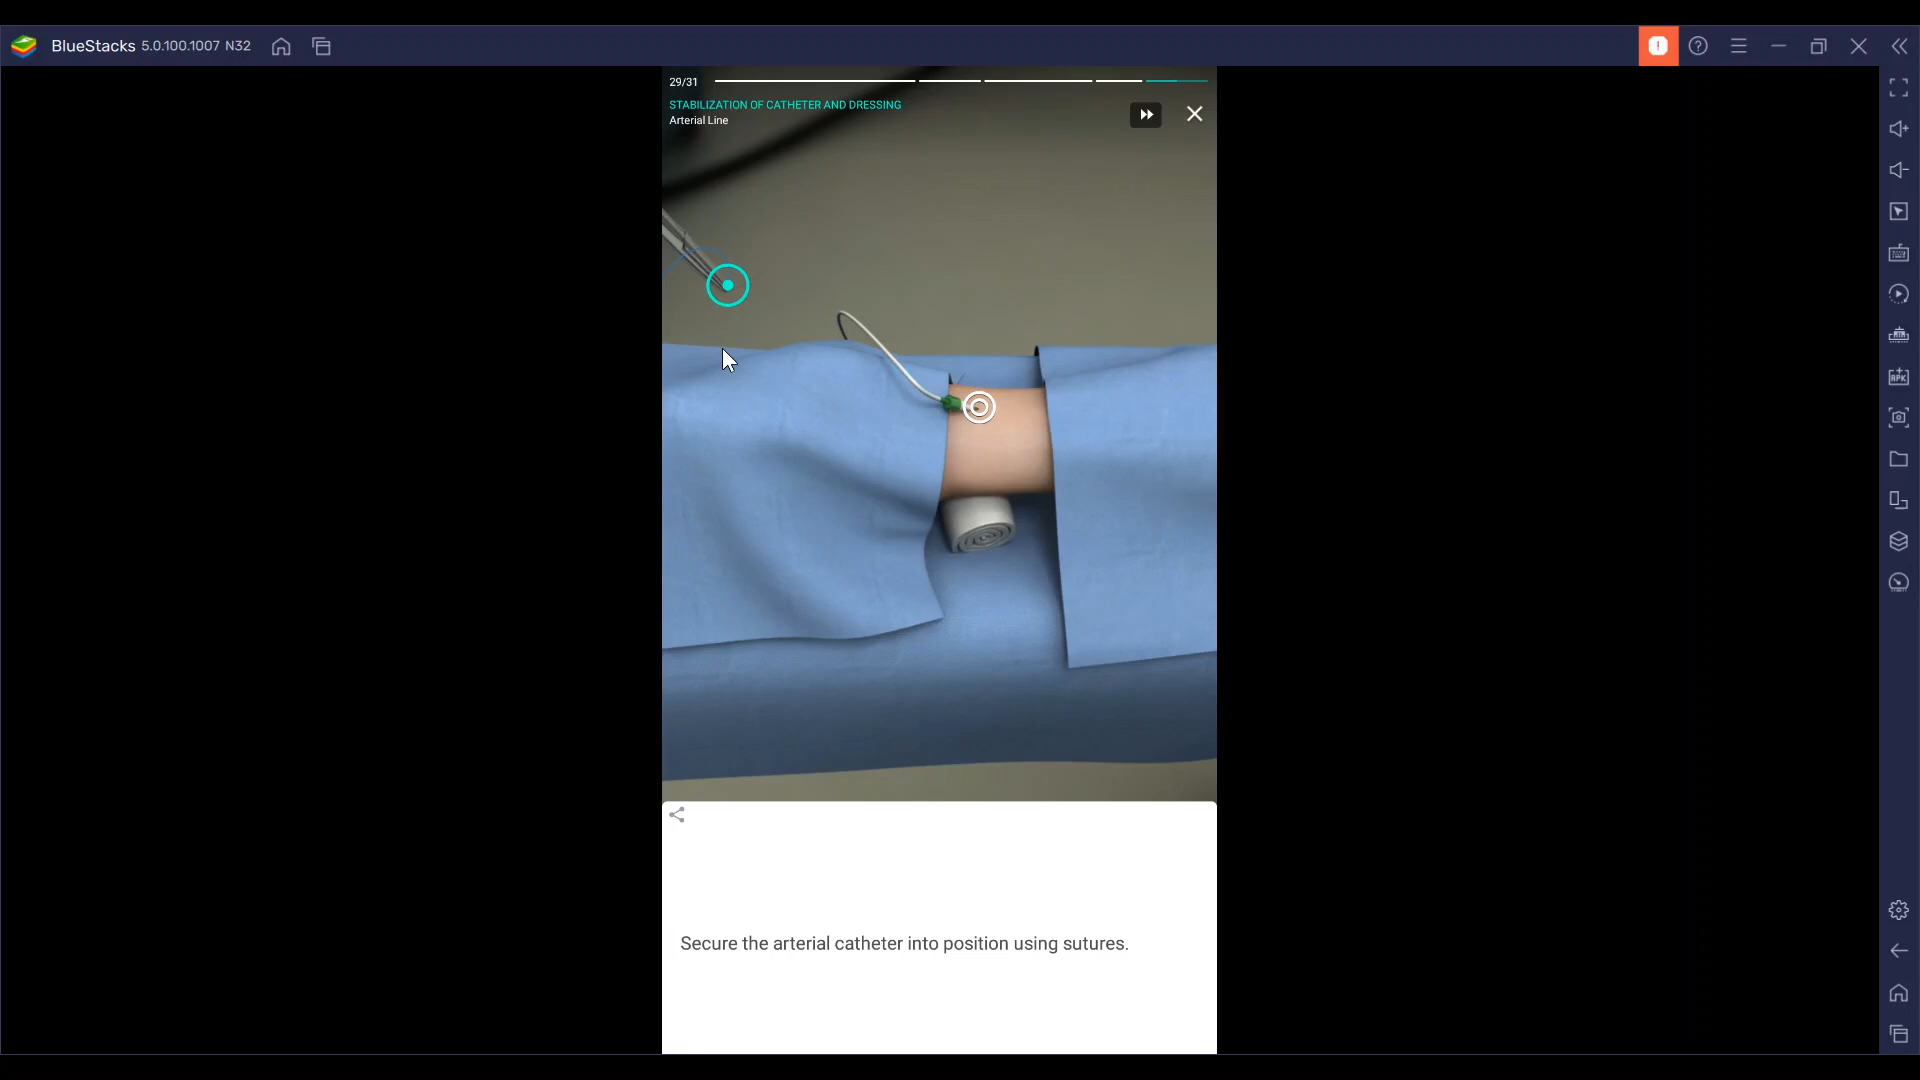 BlueStacks 5.0.100.1007 N32
29/31
STABILIZATION OF CATHETER AND DRESSING
Arterial Line
Secure the arterial catheter into position using sutures.